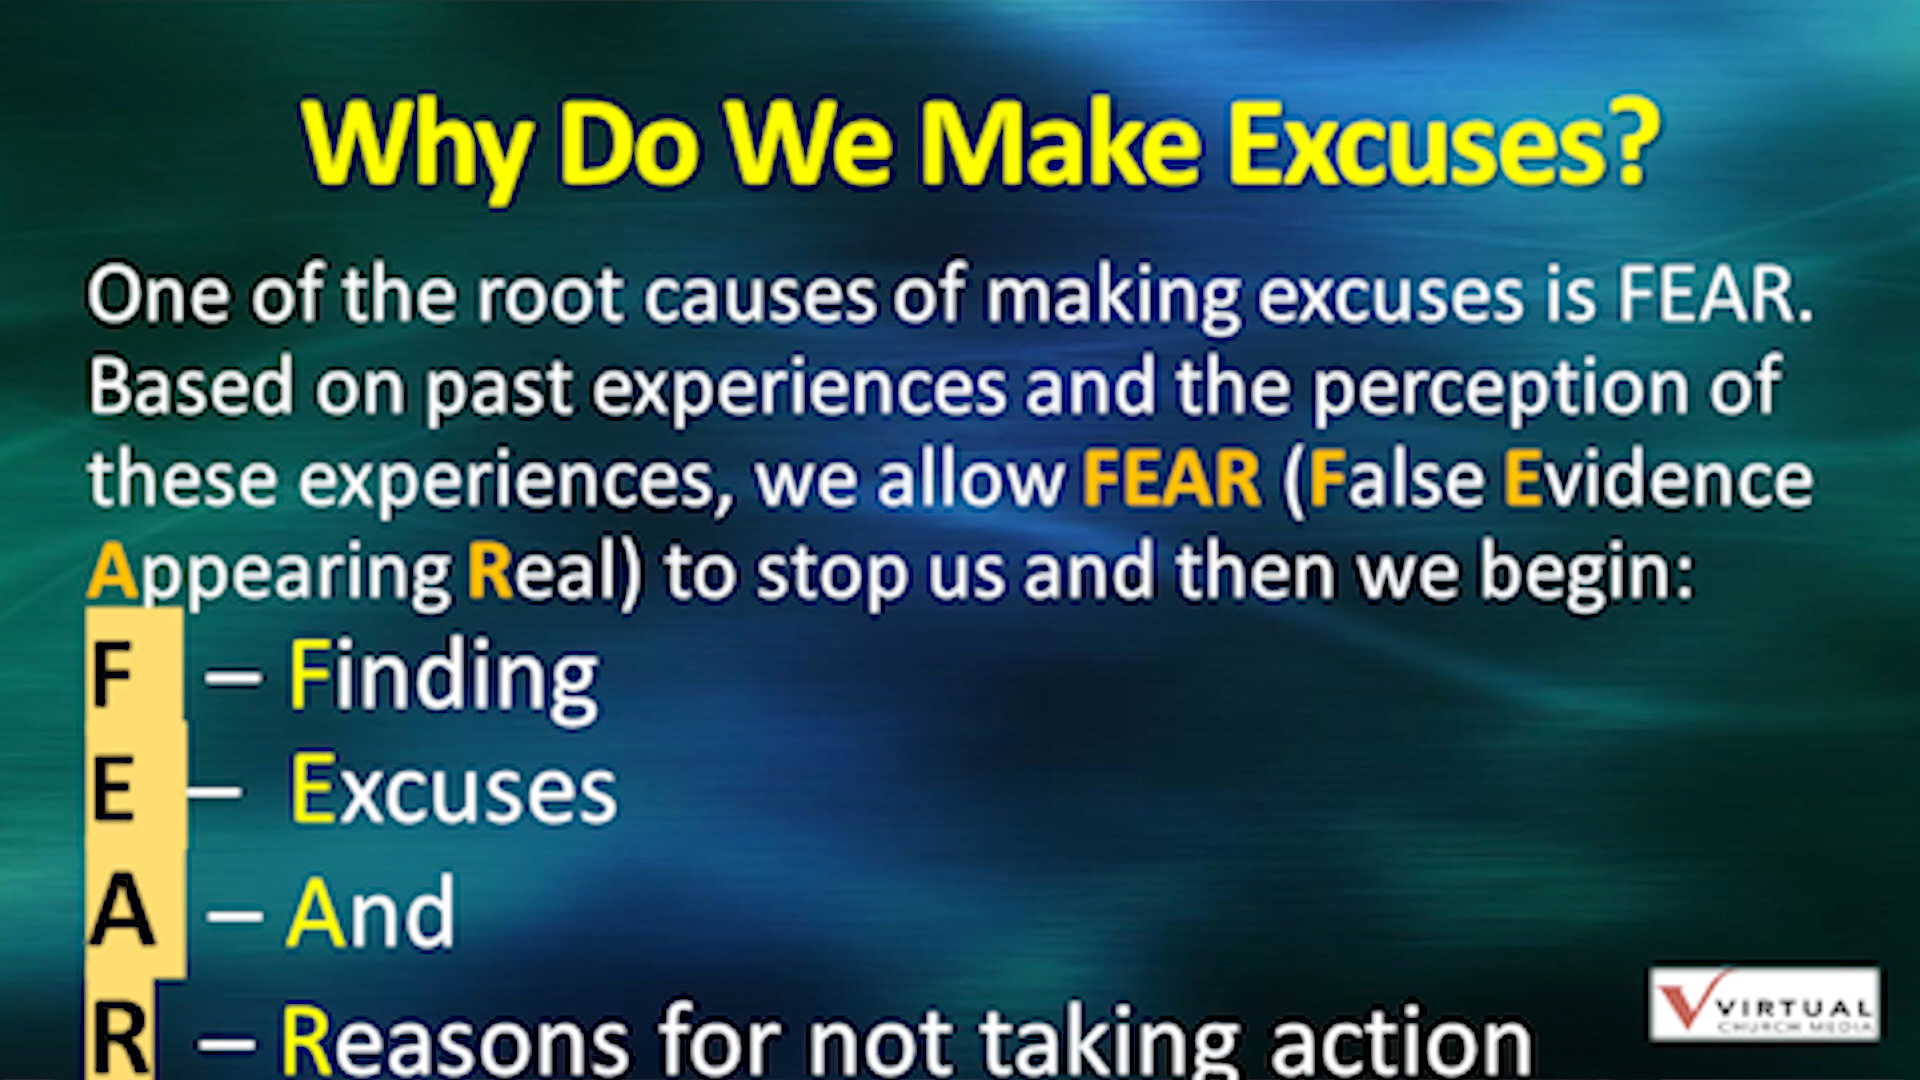 Why Do We Make Excuses?
One of the root causes of making excuses is FEAR.
Based on past experiences and the perception of
these experiences, we allow FEAR (False Evidence
Appearing Real) to stop us and then we begin:
F – Finding
E – Excuses
A – And
R – Reasons for not taking action
VIRTUAL
CHURCH MEDIA